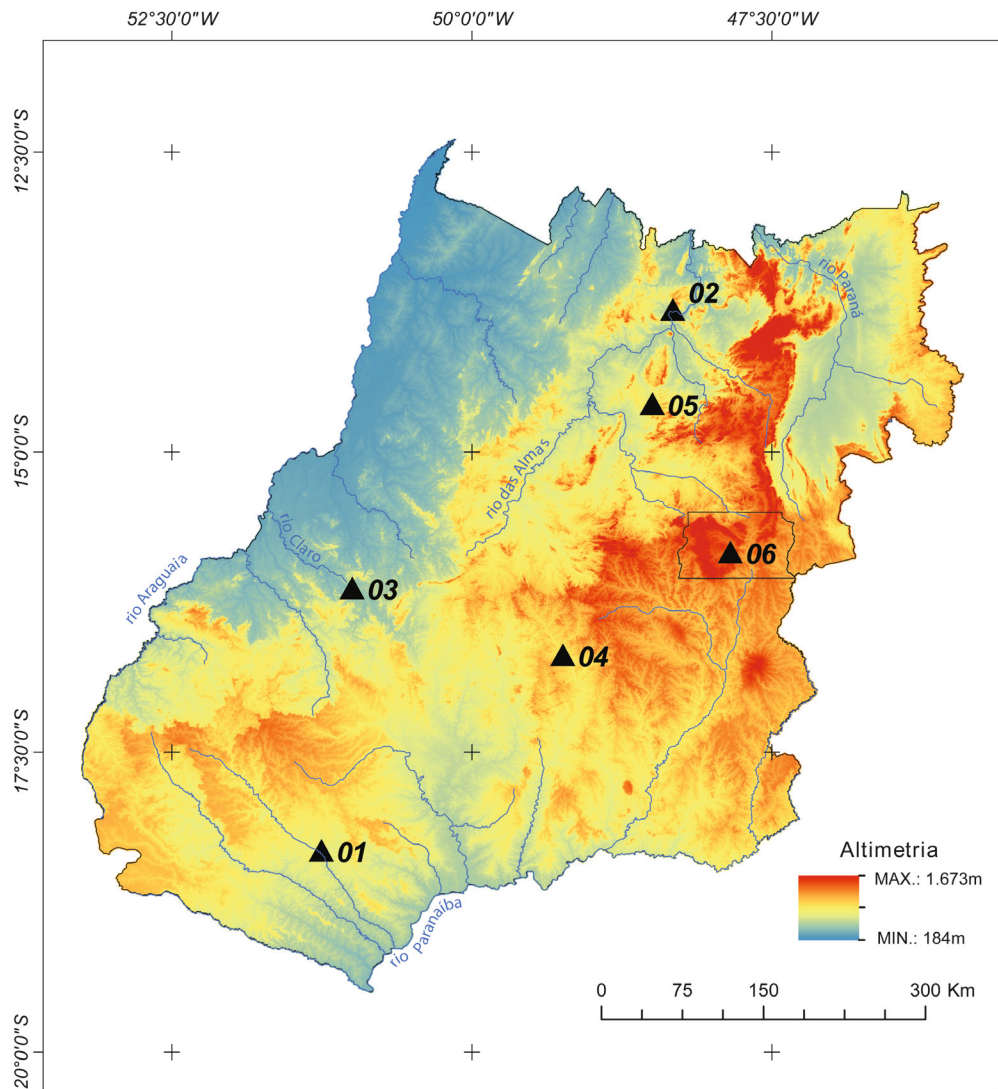 52°30'0"W 50°0'0"W 47°30'0"W
12°30'0"S
02
rio Paraná
05
15°0'0"S
rio das Almas
rio Claro
06
rio Araguaia
03
04
17°30'0"S
01
Altimetria
MAX.: 1.673m
MIN.: 184m
rio Paranaíba
0 75 150 300 Km
20°0'0"S